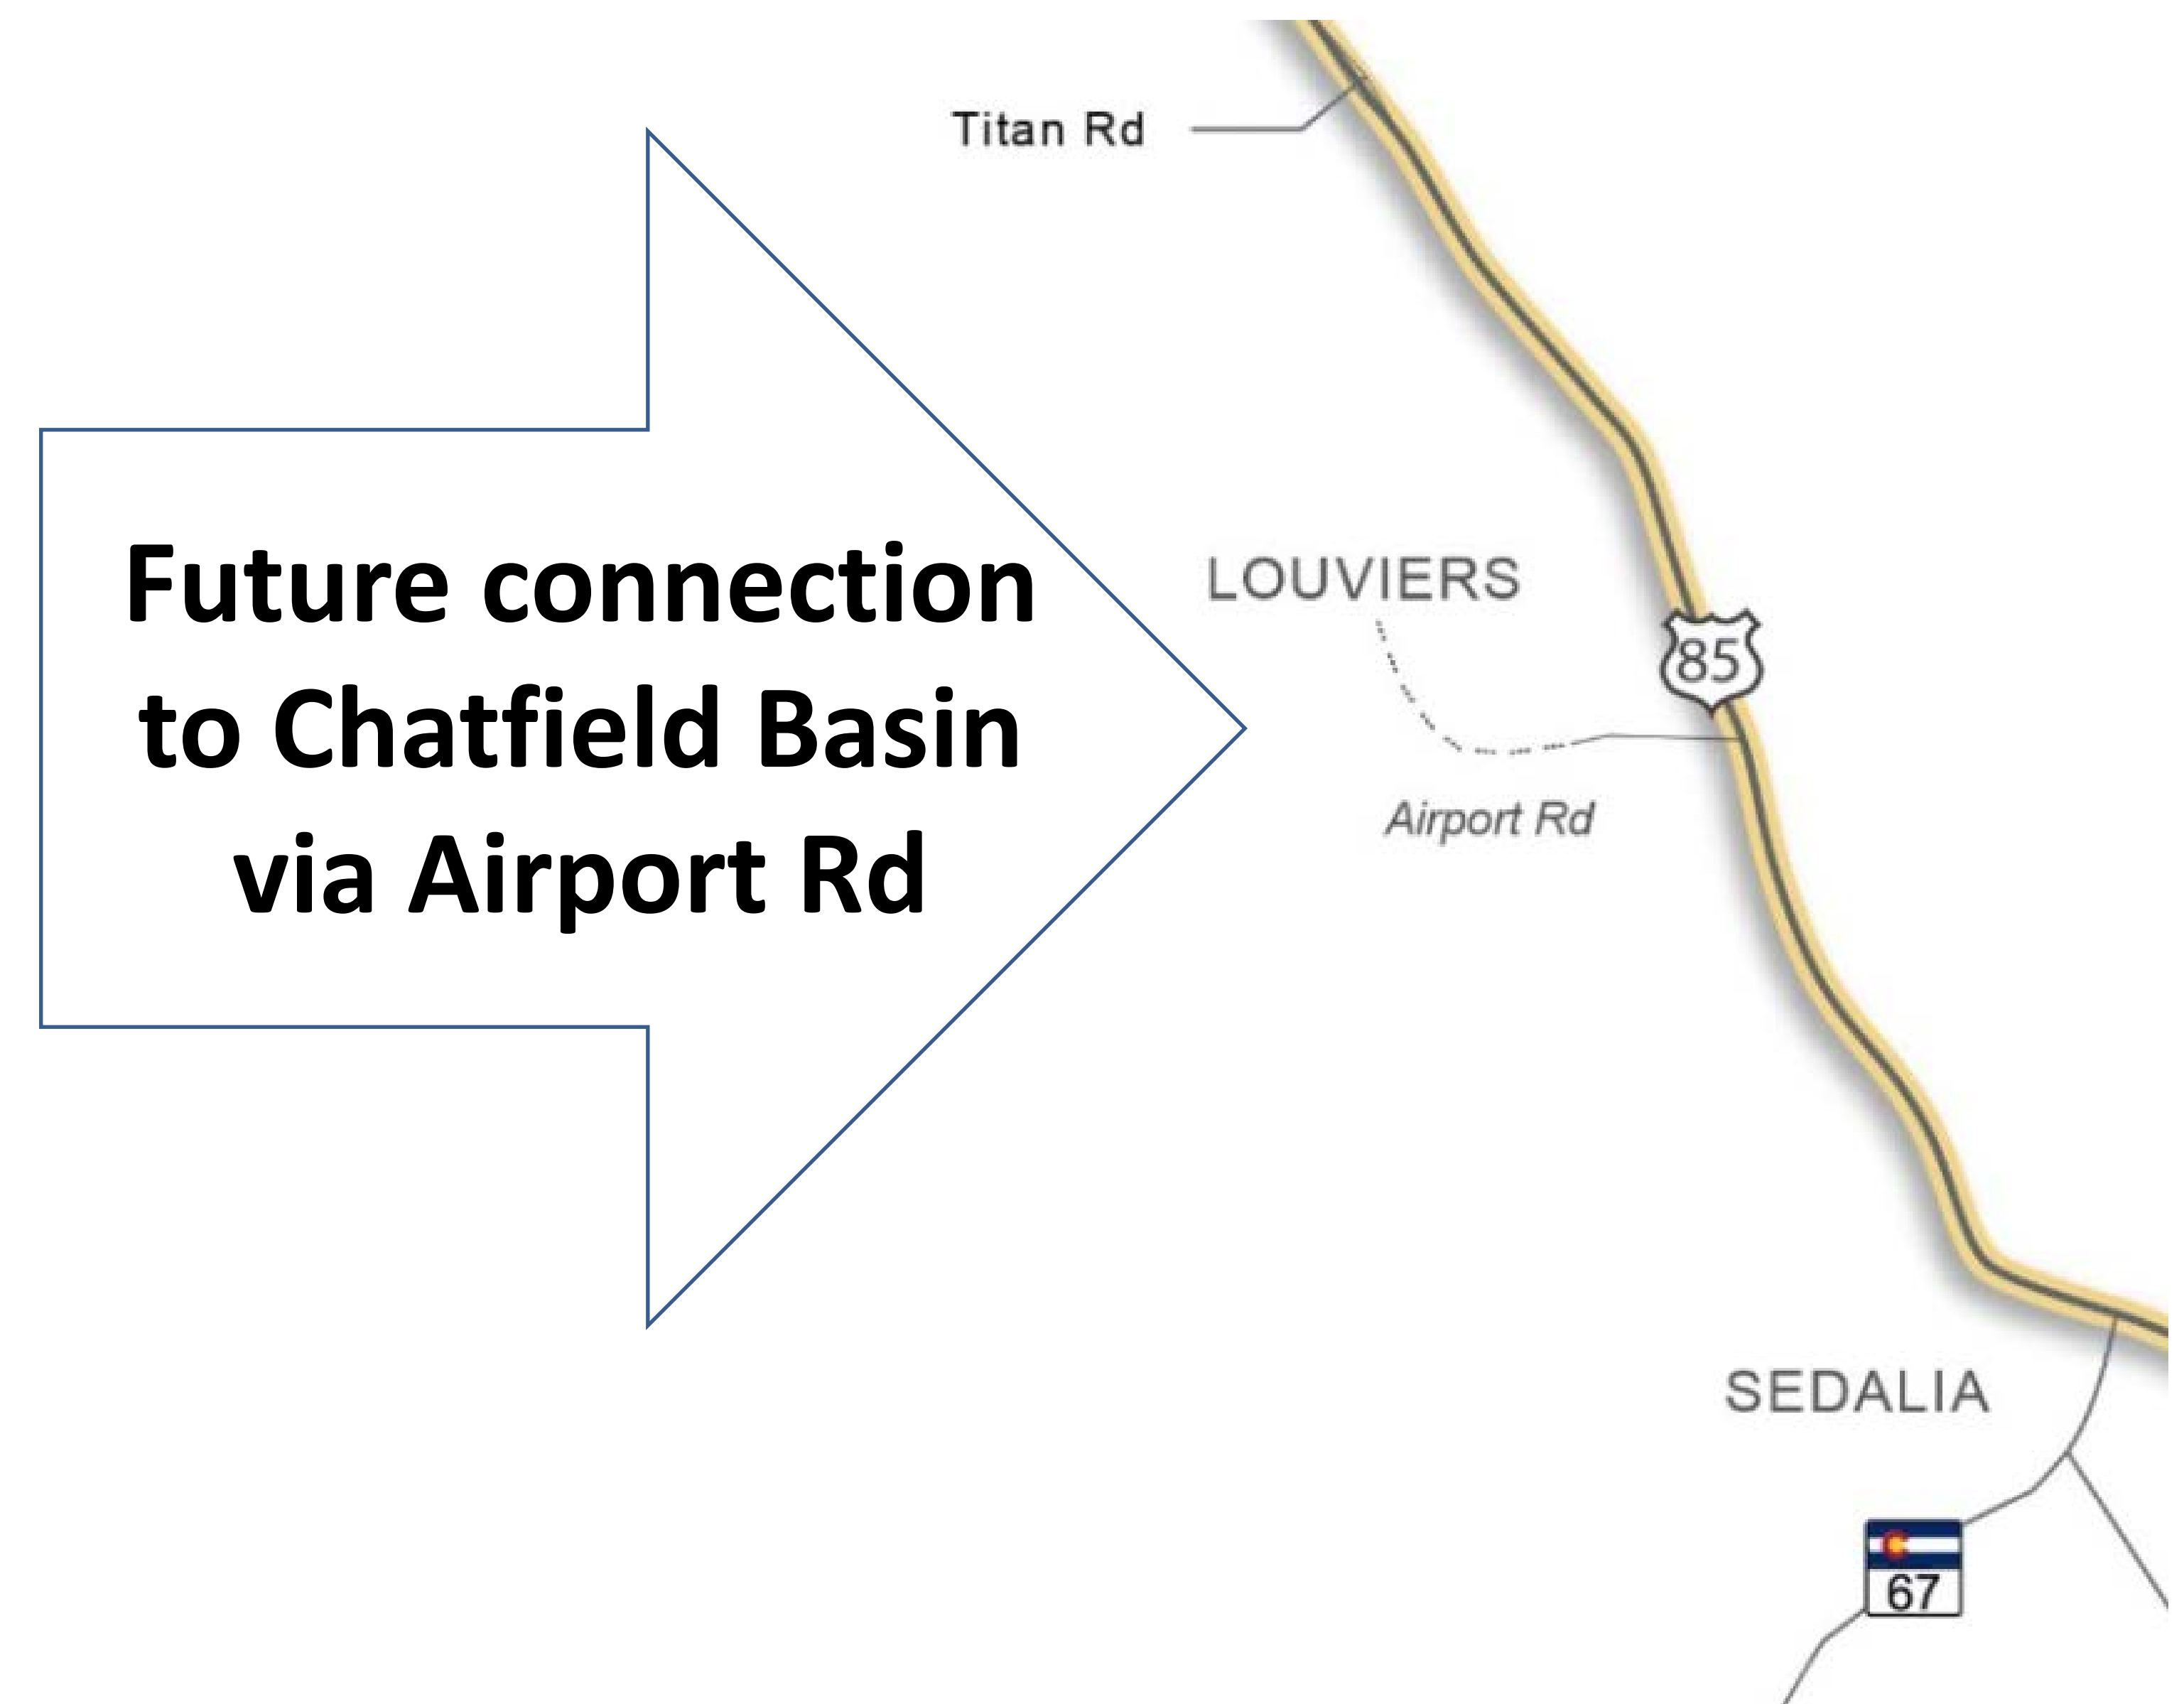 Titan Rd
Future connection
to Chatfield Basin
via Airport Rd
LOUVIERS
85
Airport Rd
SEDALIA
67